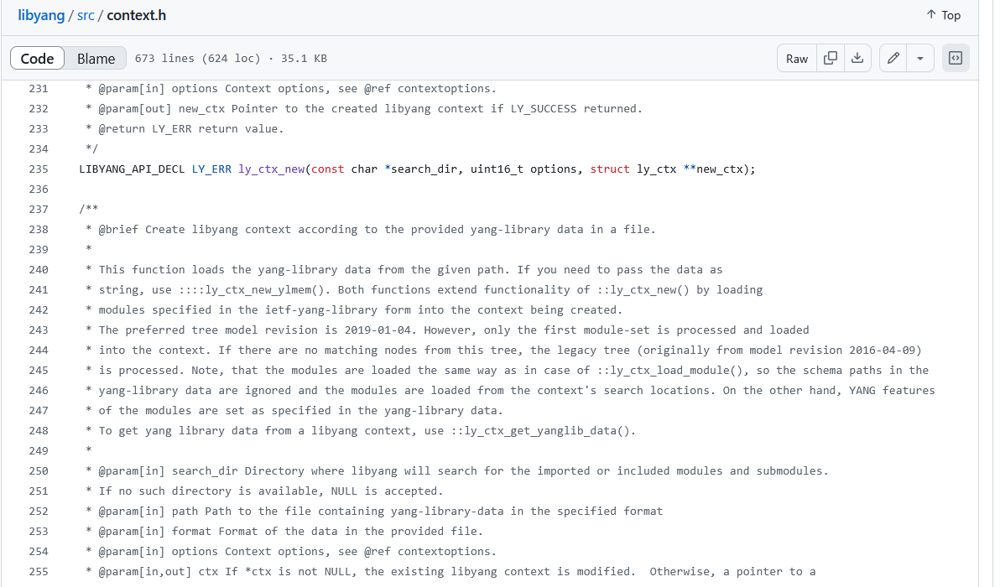 libyang / src / context.h
↑ Top
Code Blame 673 lines (624 loc) · 35.1 KB
Raw
231 * @param[in] options Context options, see @ref contextoptions.
232 * @param[out] new_ctx Pointer to the created libyang context if LY_SUCCESS returned.
233 * @return LY_ERR return value.
234 */
235 LIBYANG_API_DECL LY_ERR ly_ctx_new(const char *search_dir, uint16_t options, struct ly_ctx **new_ctx);
236
237 /**
238 * @brief Create libyang context according to the provided yang-library data in a file.
239 *
240 * This function loads the yang-library data from the given path. If you need to pass the data as
241 * string, use ::::ly_ctx_new_ylmem(). Both functions extend functionality of ::ly_ctx_new() by loading
242 * modules specified in the ietf-yang-library form into the context being created.
243 * The preferred tree model revision is 2019-01-04. However, only the first module-set is processed and loaded
244 * into the context. If there are no matching nodes from this tree, the legacy tree (originally from model revision 2016-04-09)
245 * is processed. Note, that the modules are loaded the same way as in case of ::ly_ctx_load_module(), so the schema paths in the
246 * yang-library data are ignored and the modules are loaded from the context's search locations. On the other hand, YANG features
247 * of the modules are set as specified in the yang-library data.
248 * To get yang library data from a libyang context, use ::ly_ctx_get_yanglib_data().
249 *
250 * @param[in] search_dir Directory where libyang will search for the imported or included modules and submodules.
251 * If no such directory is available, NULL is accepted.
252 * @param[in] path Path to the file containing yang-library-data in the specified format
253 * @param[in] format Format of the data in the provided file.
254 * @param[in] options Context options, see @ref contextoptions.
255 * @param[in,out] ctx If *ctx is not NULL, the existing libyang context is modified.  Otherwise, a pointer to a